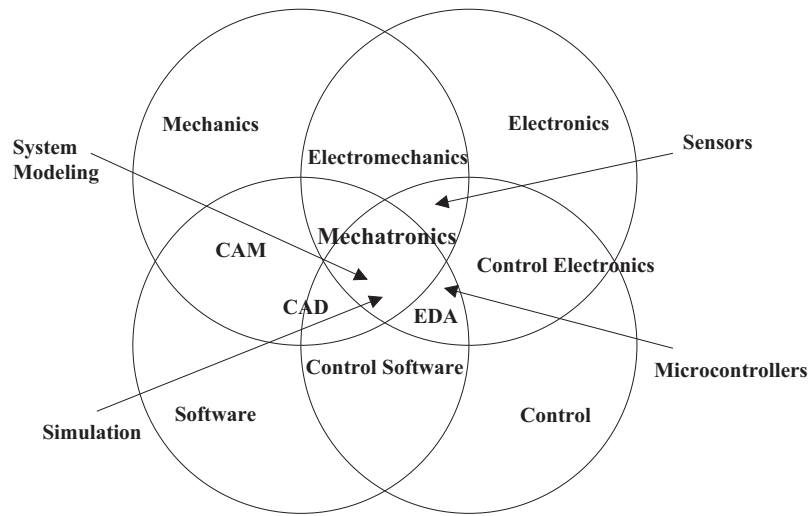 Mechanics
Electronics
System
Modeling
Sensors
Electromechanics
Mechatronics
CAM
Control Electronics
CAD
EDA
Control Software
Microcontrollers
Software
Control
Simulation